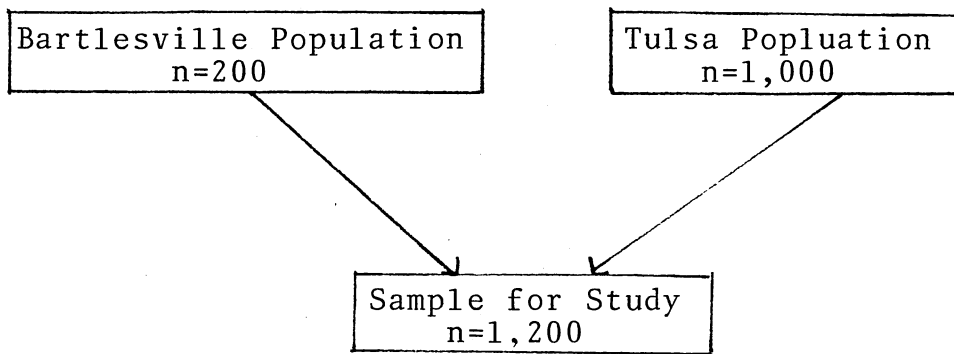 Bartlesville Population
n=200
Tulsa Popluation
n=1,000
Sample for Study
n=1,200